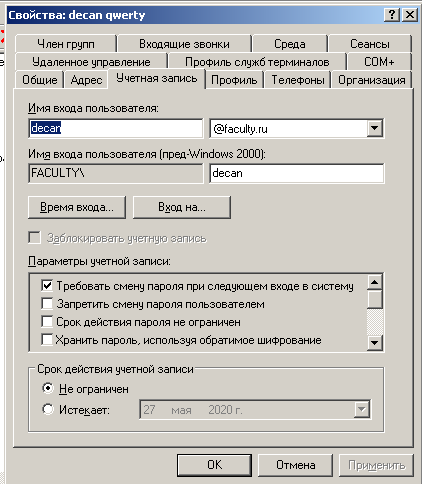 Свойства: decan qwerty
Член групп Входящие звонки Среда Сеансы
Удаленное управление Профиль служб терминалов COM+
Общие Адрес Учетная запись Профиль Телефоны Организация
Имя входа пользователя:
decan @faculty.ru
Имя входа пользователя (пред-Windows 2000):
FACULTY\ decan
Время входа... Вход на...
Заблокировать учетную запись
Параметры учетной записи:
Требовать смену пароля при следующем входе в систему
Запретить смену пароля пользователем
Срок действия пароля не ограничен
Хранить пароль, используя обратимое шифрование
Срок действия учетной записи
Не ограничен
Истекает: 27 мая 2020 г.
OK Отмена Применить